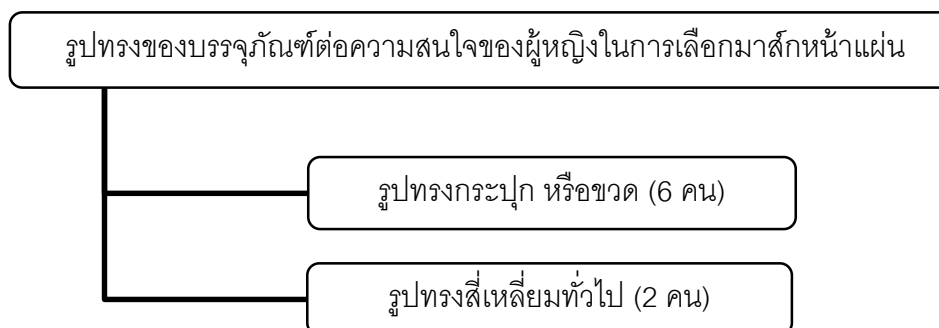 รูปทรงของบรรจุภัณฑ์ต่อความสนใจของผู้หญิงในการเลือกมาส์กหน้าแผ่น
รูปทรงกระปุก หรือขวด (6 คน)
รูปทรงสี่เหลี่ยมทั่วไป (2 คน)